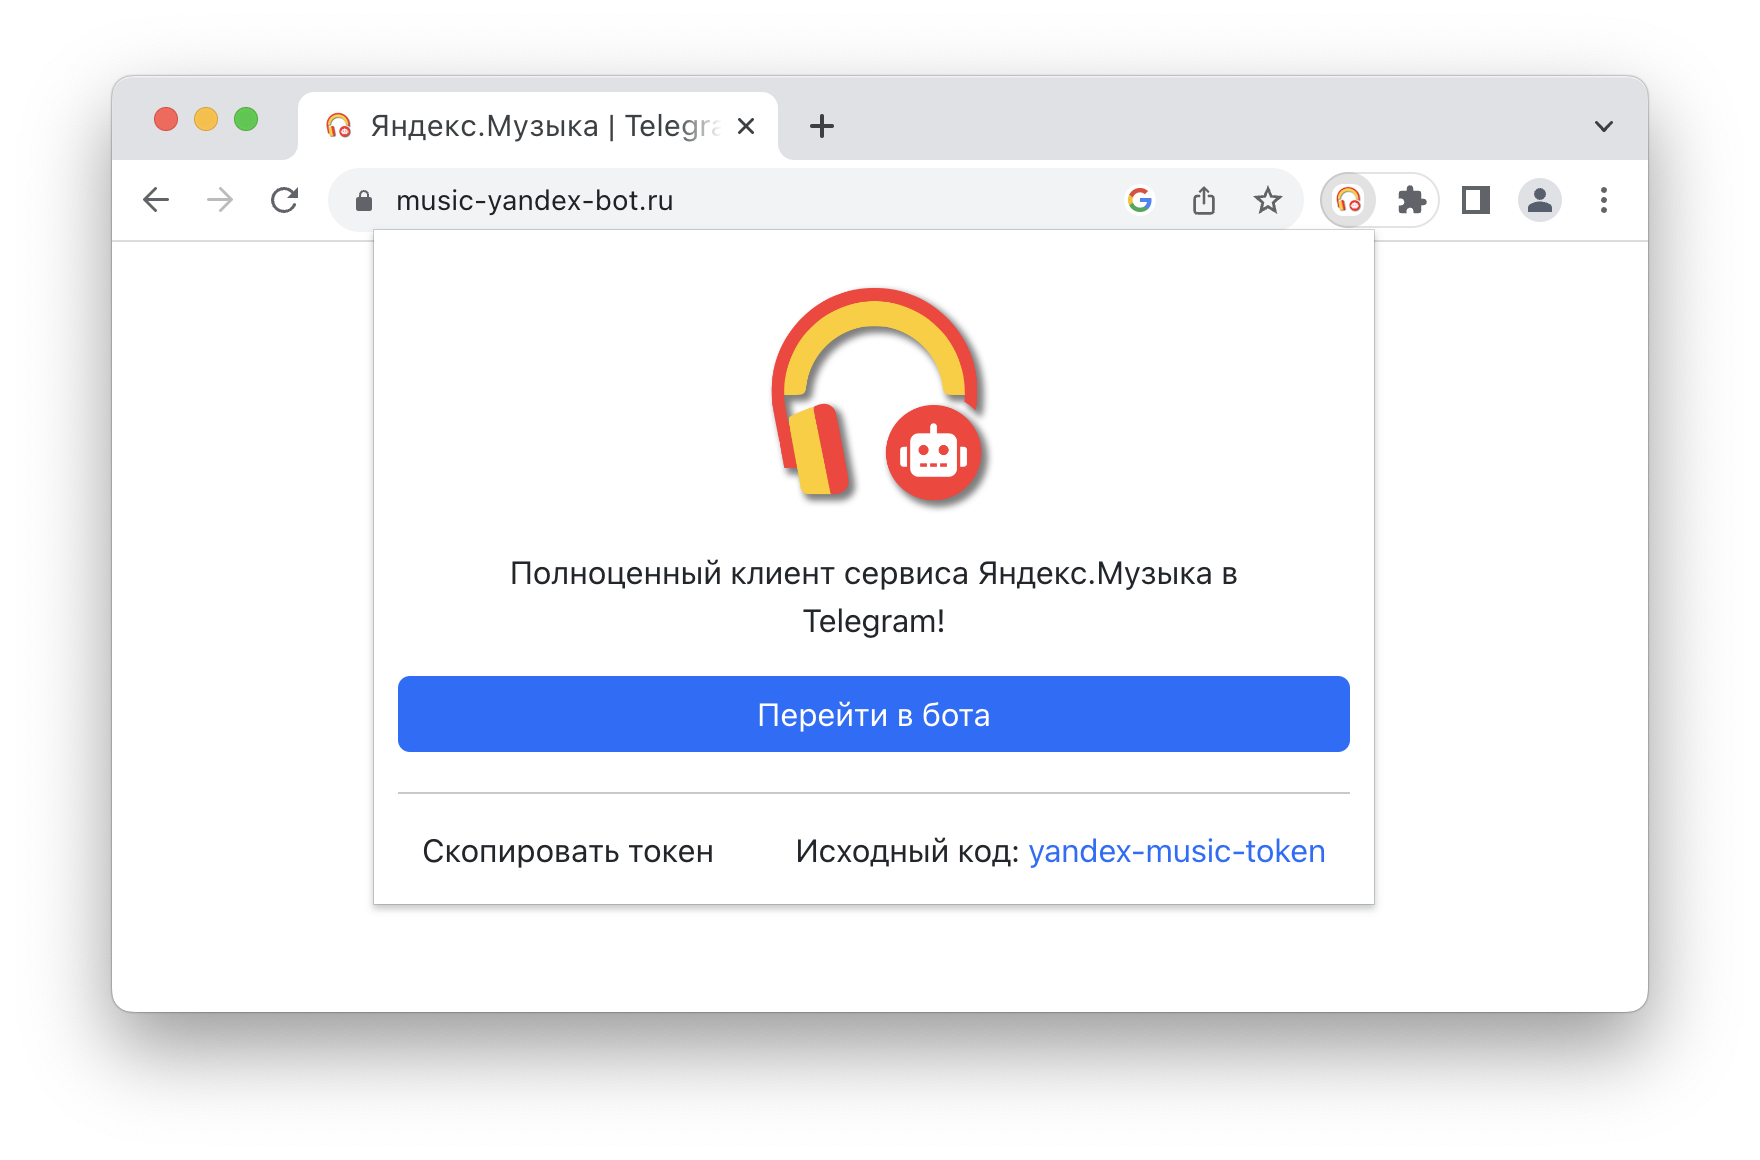 Яндекс.Музыка | Telegra
music-yandex-bot.ru
Полноценный клиент сервиса Яндекс.Музыка в
Telegram!
Перейти в бота
Скопировать токен
Исходный код: yandex-music-token